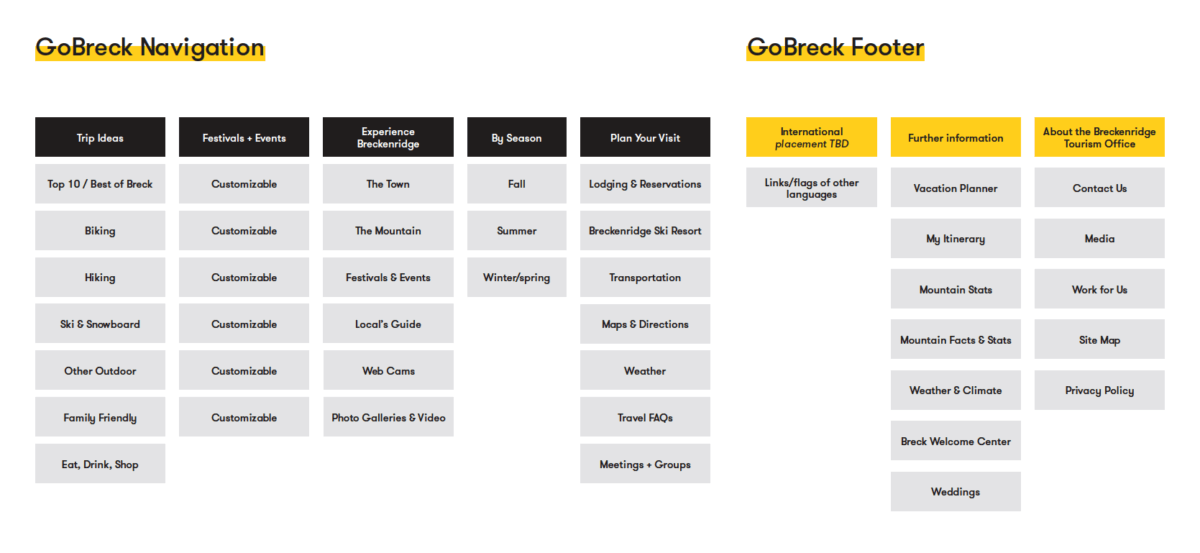 GoBreck Navigation
Trip Ideas
Top 10 / Best of Breck
Biking
Hiking
Ski & Snowboard
Other Outdoor
Family Friendly
Eat, Drink, Shop
Festivals + Events
Customizable
Customizable
Customizable
Customizable
Customizable
Customizable
Experience
Breckenridge
The Town
The Mountain
Festivals & Events
Local's Guide
Web Cams
Photo Galleries & Video
By Season
Fall
Summer
Winter/spring
Plan Your Visit
Lodging & Reservations
Breckenridge Ski Resort
Transportation
Maps & Directions
Weather
Travel FAQs
Meetings + Groups
GoBreck Footer
International
placement TBD
Links/flags of other
languages
Further information
Vacation Planner
My Itinerary
Mountain Stats
Mountain Facts & Stats
Weather & Climate
Breck Welcome Center
Weddings
About the Breckenridge
Tourism Office
Contact Us
Media
Work for Us
Site Map
Privacy Policy